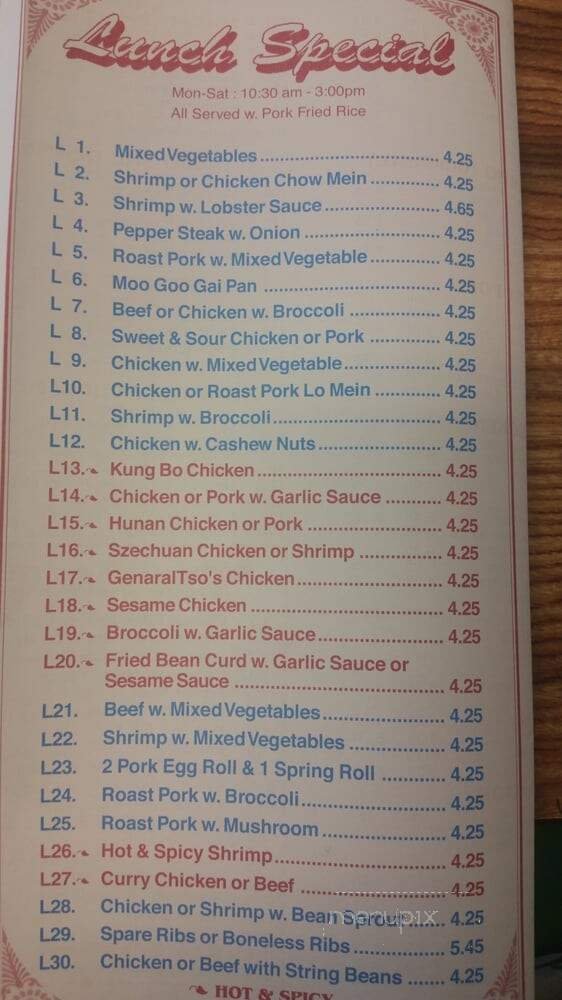 Lunch Special
Mon-Sat : 10:30 am - 3:00pm
All Served w. Pork Fried Rice
L 1. Mixed Vegetables 4.25
L 2. Shrimp or Chicken Chow Mein 4.25
L 3. Shrimp w. Lobster Sauce 4.65
L 4. Pepper Steak w. Onion 4.25
L 5. Roast Pork w. Mixed Vegetable 4.25
L 6. Moo Goo Gai Pan 4.25
L 7. Beef or Chicken w. Broccoli 4.25
L 8. Sweet & Sour Chicken or Pork 4.25
L 9. Chicken w. Mixed Vegetable 4.25
L10. Chicken or Roast Pork Lo Mein 4.25
L11. Shrimp w. Broccoli 4.25
L12. Chicken w. Cashew Nuts 4.25
L13. Kung Bo Chicken 4.25
L14. Chicken or Pork w. Garlic Sauce 4.25
L15. Hunan Chicken or Pork 4.25
L16. Szechuan Chicken or Shrimp 4.25
L17. GenaralTso's Chicken 4.25
L18. Sesame Chicken 4.25
L19. Broccoli w. Garlic Sauce 4.25
L20. Fried Bean Curd w. Garlic Sauce or
Sesame Sauce 4.25
L21. Beef w. Mixed Vegetables 4.25
L22. Shrimp w. Mixed Vegetables 4.25
L23. 2 Pork Egg Roll & 1 Spring Roll 4.25
L24. Roast Pork w. Broccoli 4.25
L25. Roast Pork w. Mushroom 4.25
L26. Hot & Spicy Shrimp 4.25
L27. Curry Chicken or Beef 4.25
L28. Chicken or Shrimp w. Bean Sprout 4.25
menupix
L29. Spare Ribs or Boneless Ribs 5.45
L30. Chicken or Beef with String Beans 4.25
HOT & SPICY